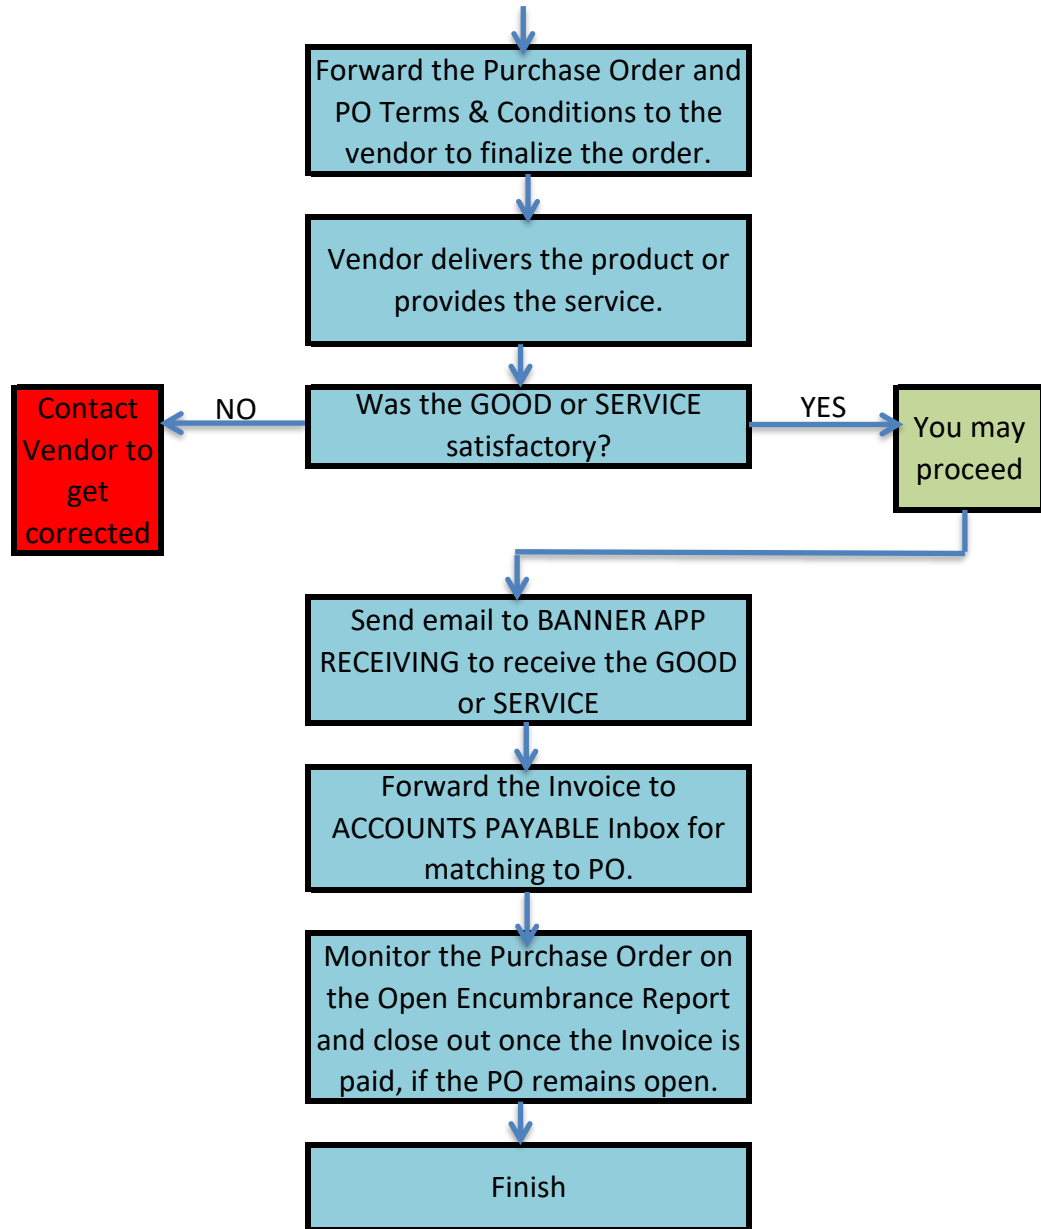 Forward the Purchase Order and
PO Terms & Conditions to the
vendor to finalize the order.
Vendor delivers the product or
provides the service.
Contact
Vendor to
get
corrected
NO
Was the GOOD or SERVICE
satisfactory?
YES
You may
proceed
Send email to BANNER APP
RECEIVING to receive the GOOD
or SERVICE
Forward the Invoice to
ACCOUNTS PAYABLE Inbox for
matching to PO.
Monitor the Purchase Order on
the Open Encumbrance Report
and close out once the Invoice is
paid, if the PO remains open.
Finish